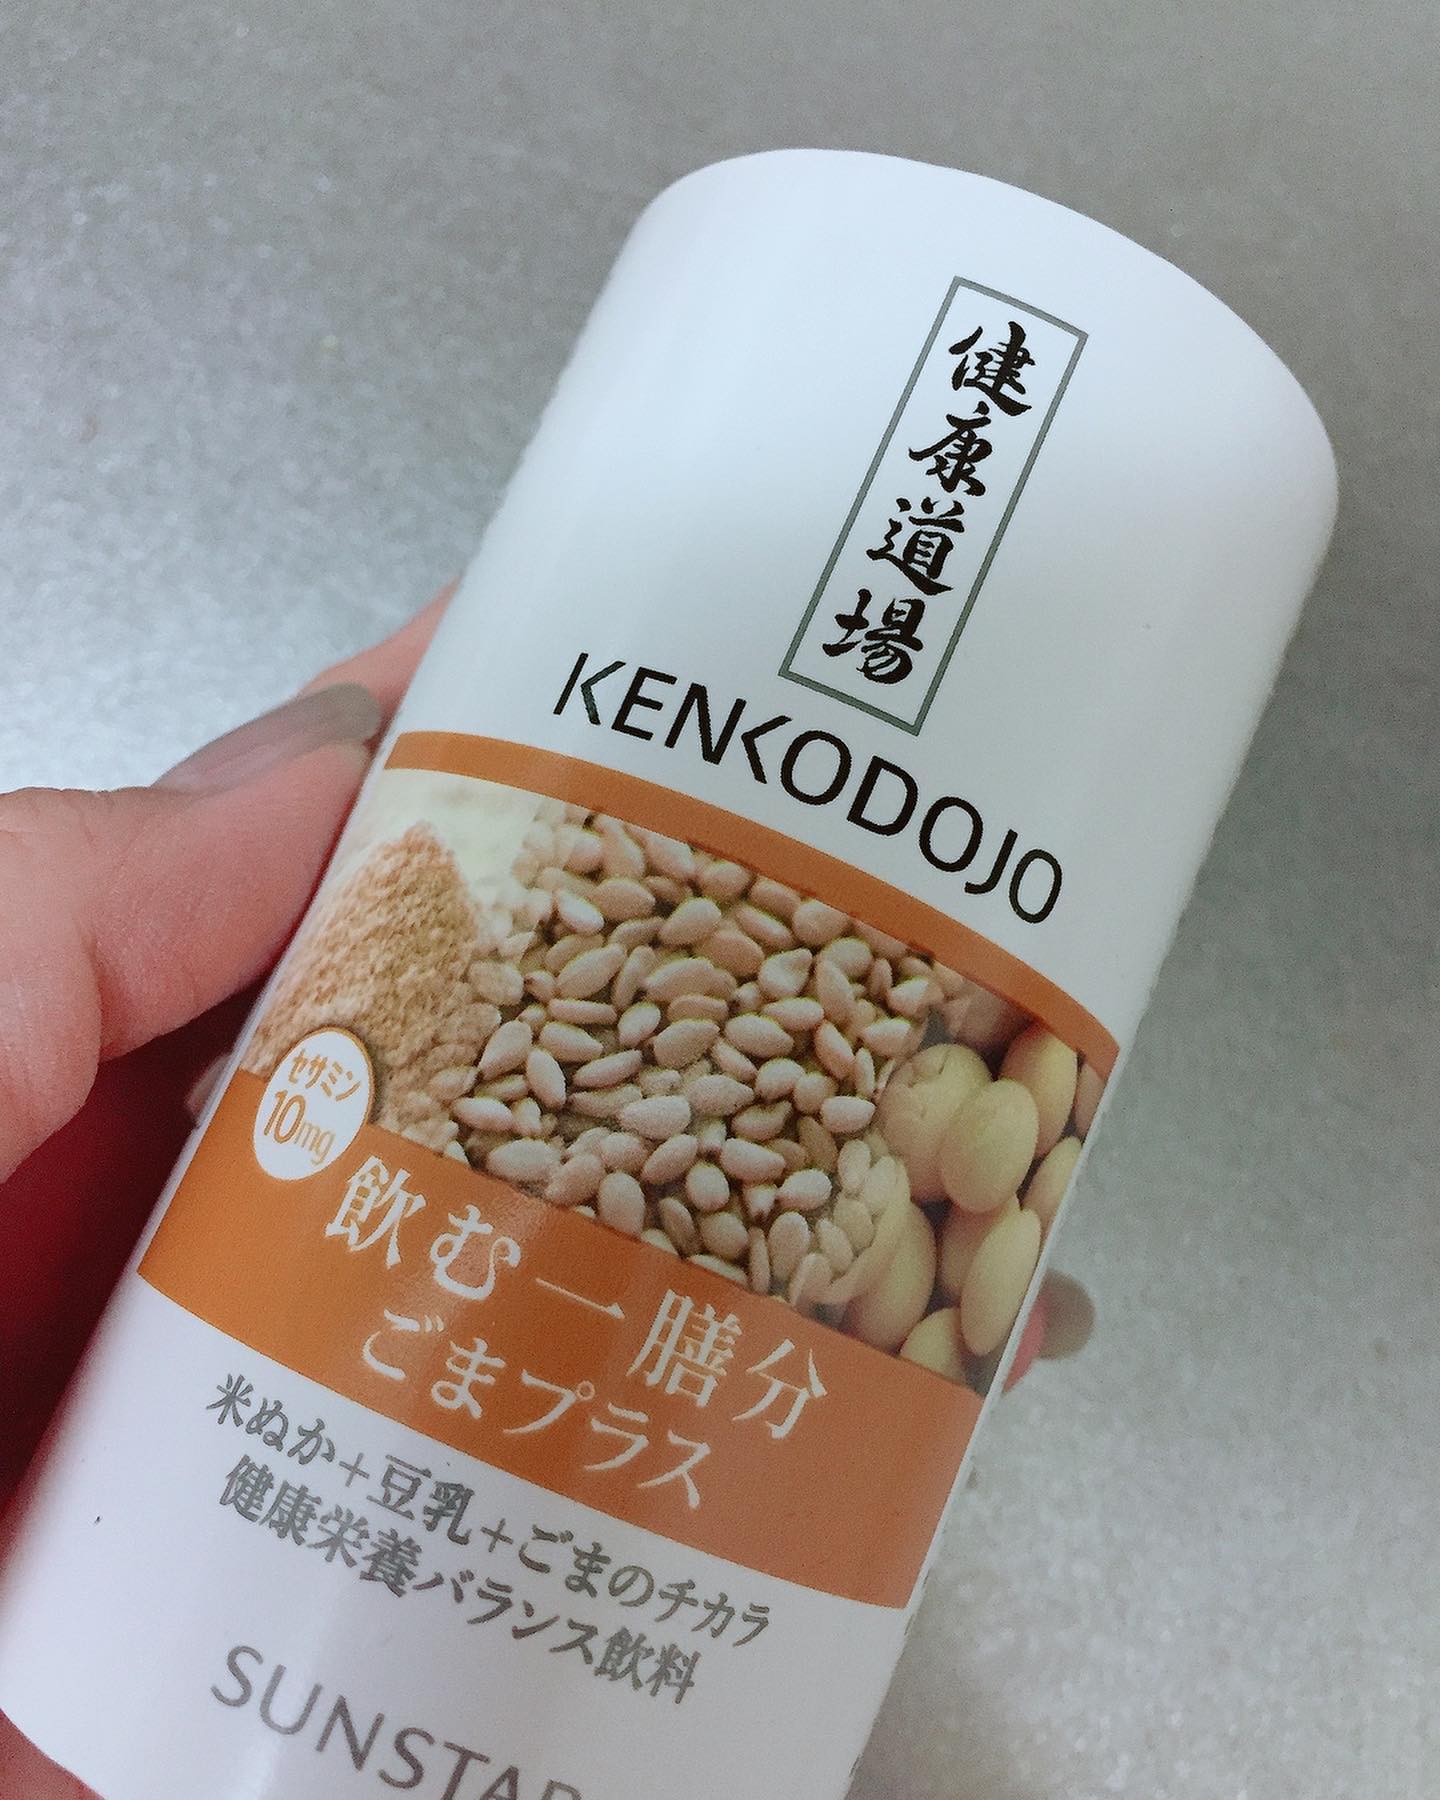 健康道場
KENKODOJO
セサミン
10mg
飲む一膳分
ごまプラス
米ぬか+豆乳+ごまのチカラ
健康栄養バランス飲料
SUNSTAR